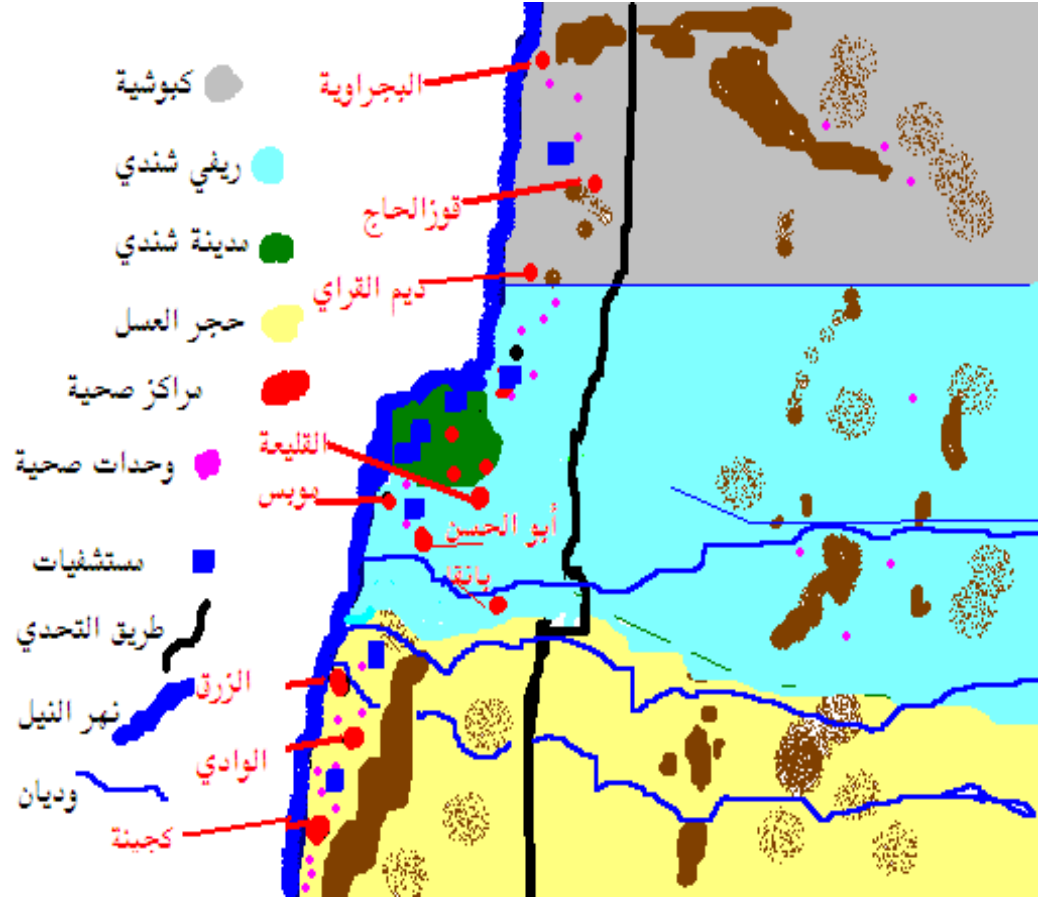 كبوشية
ريفي شندي
مدينة شندي
حجر العسل
مراكز صحية
وحدات صحية
مستشفيات
طريق التحدي
نهر النيل
وديان
البجراوية
قوزالحاج
ديم القراي
القليعة
مويس
أبو الحسن
بانقا
الزرق
الوادي
كجينة